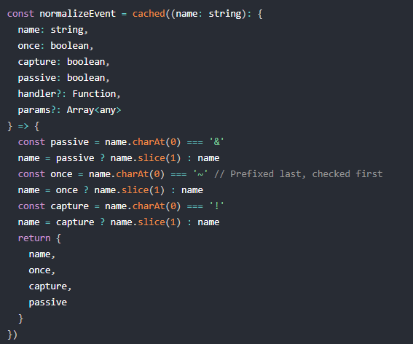 const normalizeEvent = cached((name: string): {
  name: string,
  once: boolean,
  capture: boolean,
  passive: boolean,
  handler?: Function,
  params?: Array<any>
} => {
  const passive = name.charAt(0) === '&'
  name = passive ? name.slice(1) : name
  const once = name.charAt(0) === '~' // Prefixed last, checked first
  name = once ? name.slice(1) : name
  const capture = name.charAt(0) === '!'
  name = capture ? name.slice(1) : name
  return {
    name,
    once,
    capture,
    passive
  }
})